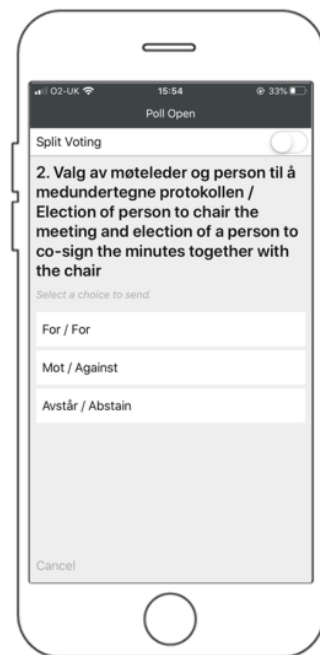 O2-UK 15:54 33%
Poll Open
Split Voting
2. Valg av møteleder og person til å
medundertegne protokollen /
Election of person to chair the
meeting and election of a person to
co-sign the minutes together with
the chair
Select a choice to send.
For / For
Mot / Against
Avstår / Abstain
Cancel